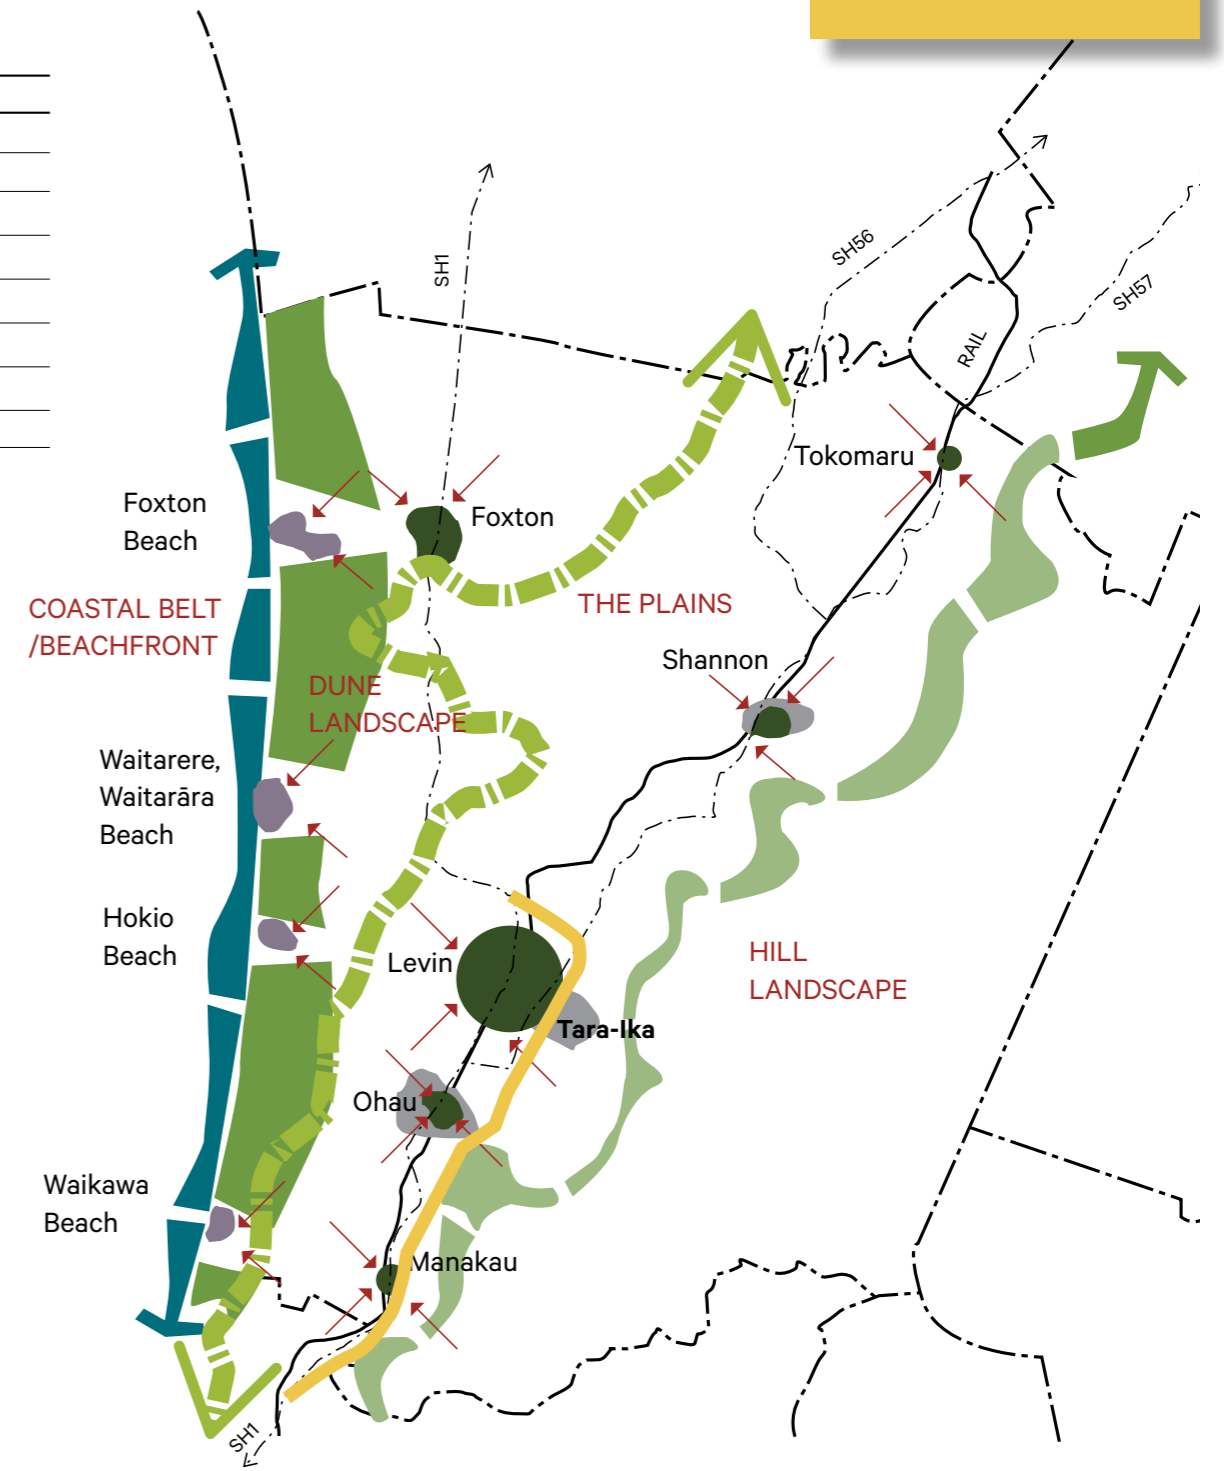 SH1
SH56
SH57
RAIL
Tokomaru
Foxton
Beach
Foxton
COASTAL BELT
/BEACHFRONT
THE PLAINS
Shannon
DUNE
LANDSCAPE
Waitarere,
Waitarāra
Beach
Hokio
Beach
Levin
HILL
LANDSCAPE
Tara-Ika
Ohau
Waikawa
Beach
Manakau
SH1